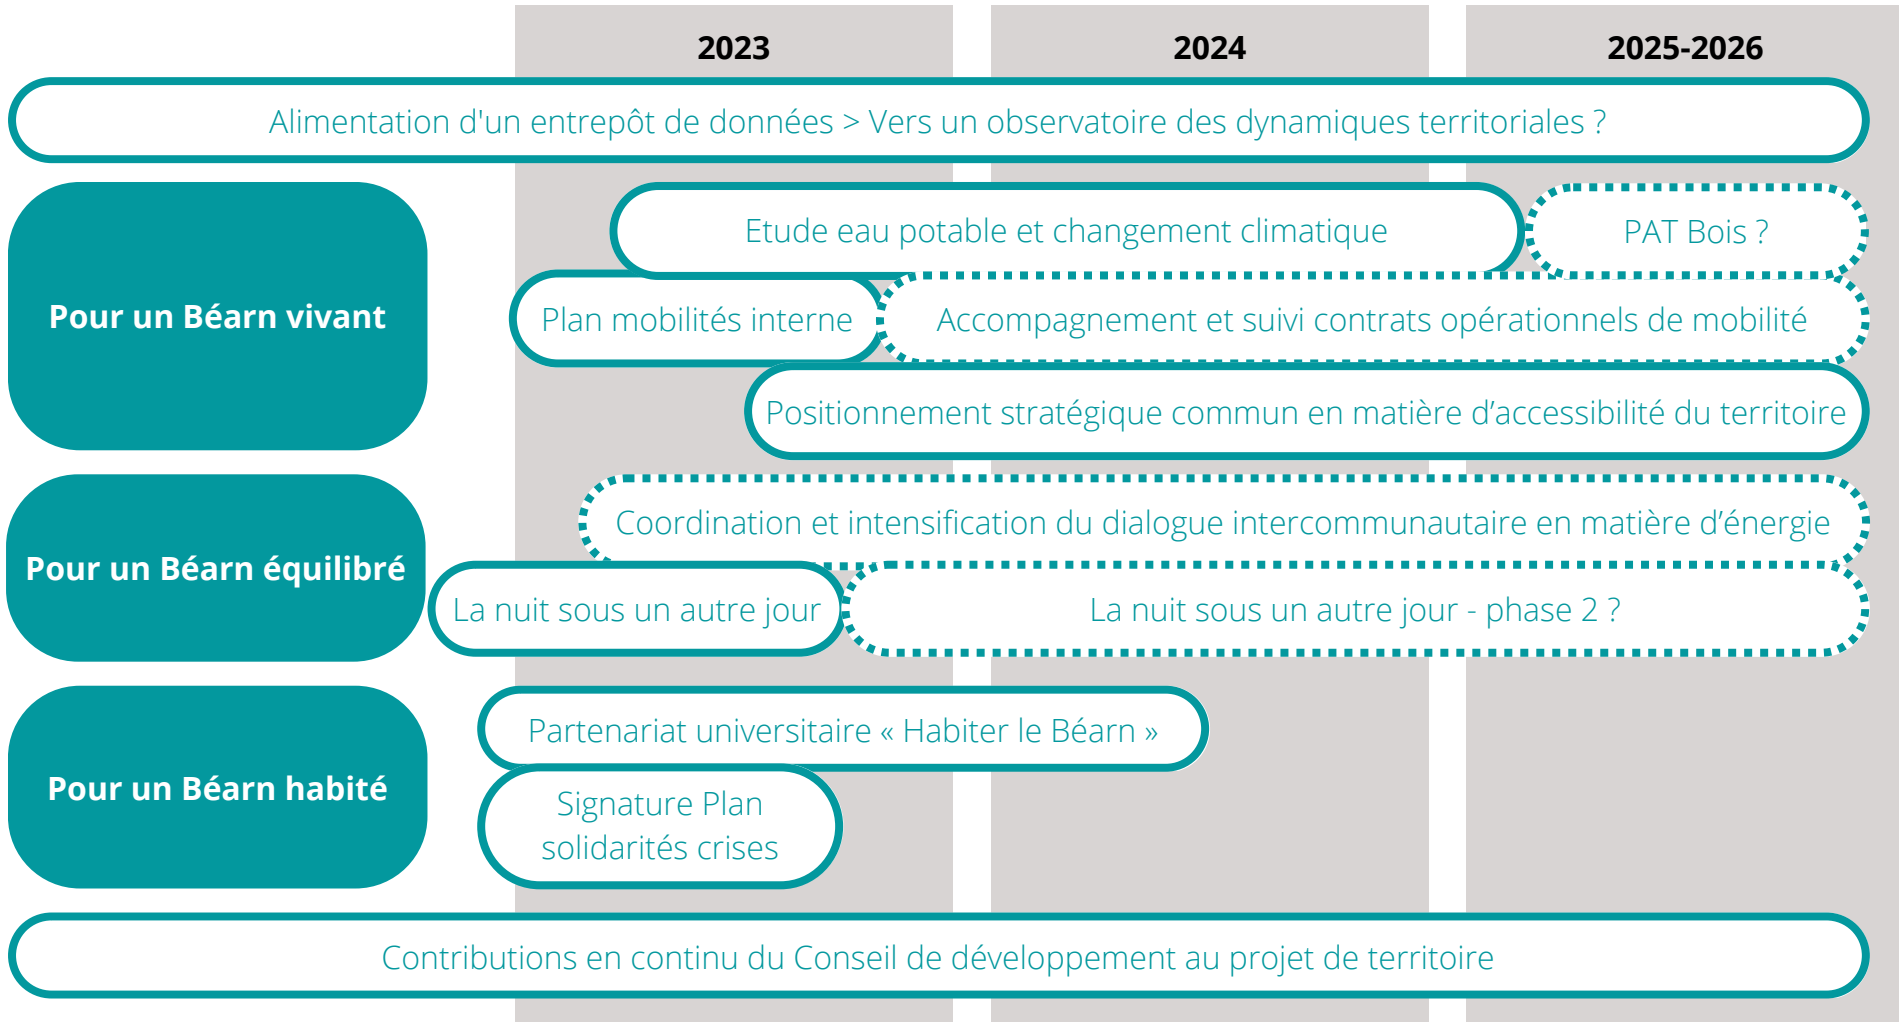 2023
2024
2025-2026
Alimentation d'un entrepôt de données > Vers un observatoire des dynamiques territoriales ?
Pour un Béarn vivant
Etude eau potable et changement climatique
PAT Bois ?
Plan mobilités interne
Accompagnement et suivi contrats opérationnels de mobilité
Positionnement stratégique commun en matière d’accessibilité du territoire
Pour un Béarn équilibré
Coordination et intensification du dialogue intercommunautaire en matière d’énergie
La nuit sous un autre jour
La nuit sous un autre jour - phase 2 ?
Pour un Béarn habité
Partenariat universitaire « Habiter le Béarn »
Signature Plan
solidarités crises
Contributions en continu du Conseil de développement au projet de territoire